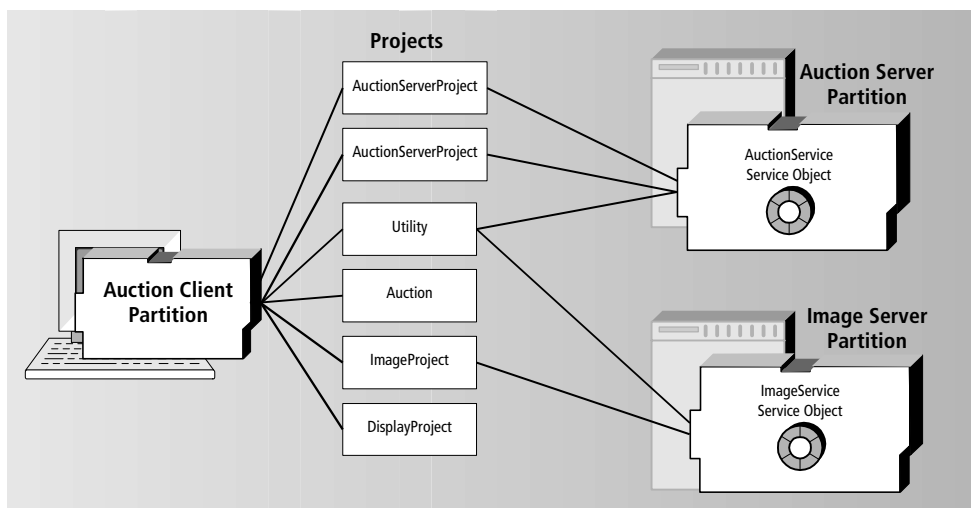 Projects
AuctionServerProject
AuctionServerProject
Utility
Auction
ImageProject
DisplayProject
Auction Client
Partition
Auction Server
Partition
AuctionService
Service Object
Image Server
Partition
ImageService
Service Object